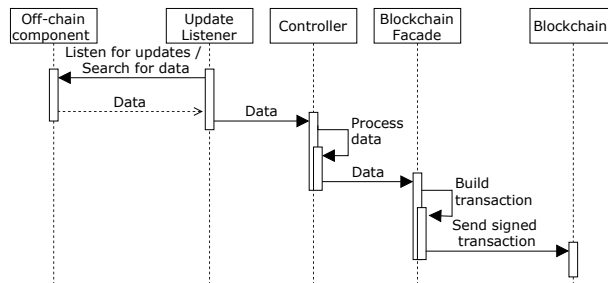 Off-chain
component
Update
Listener
Controller
Blockchain
Facade
Blockchain
Listen for updates /
Search for data
Data
Data
Process
data
Data
Build
transaction
Send signed
transaction